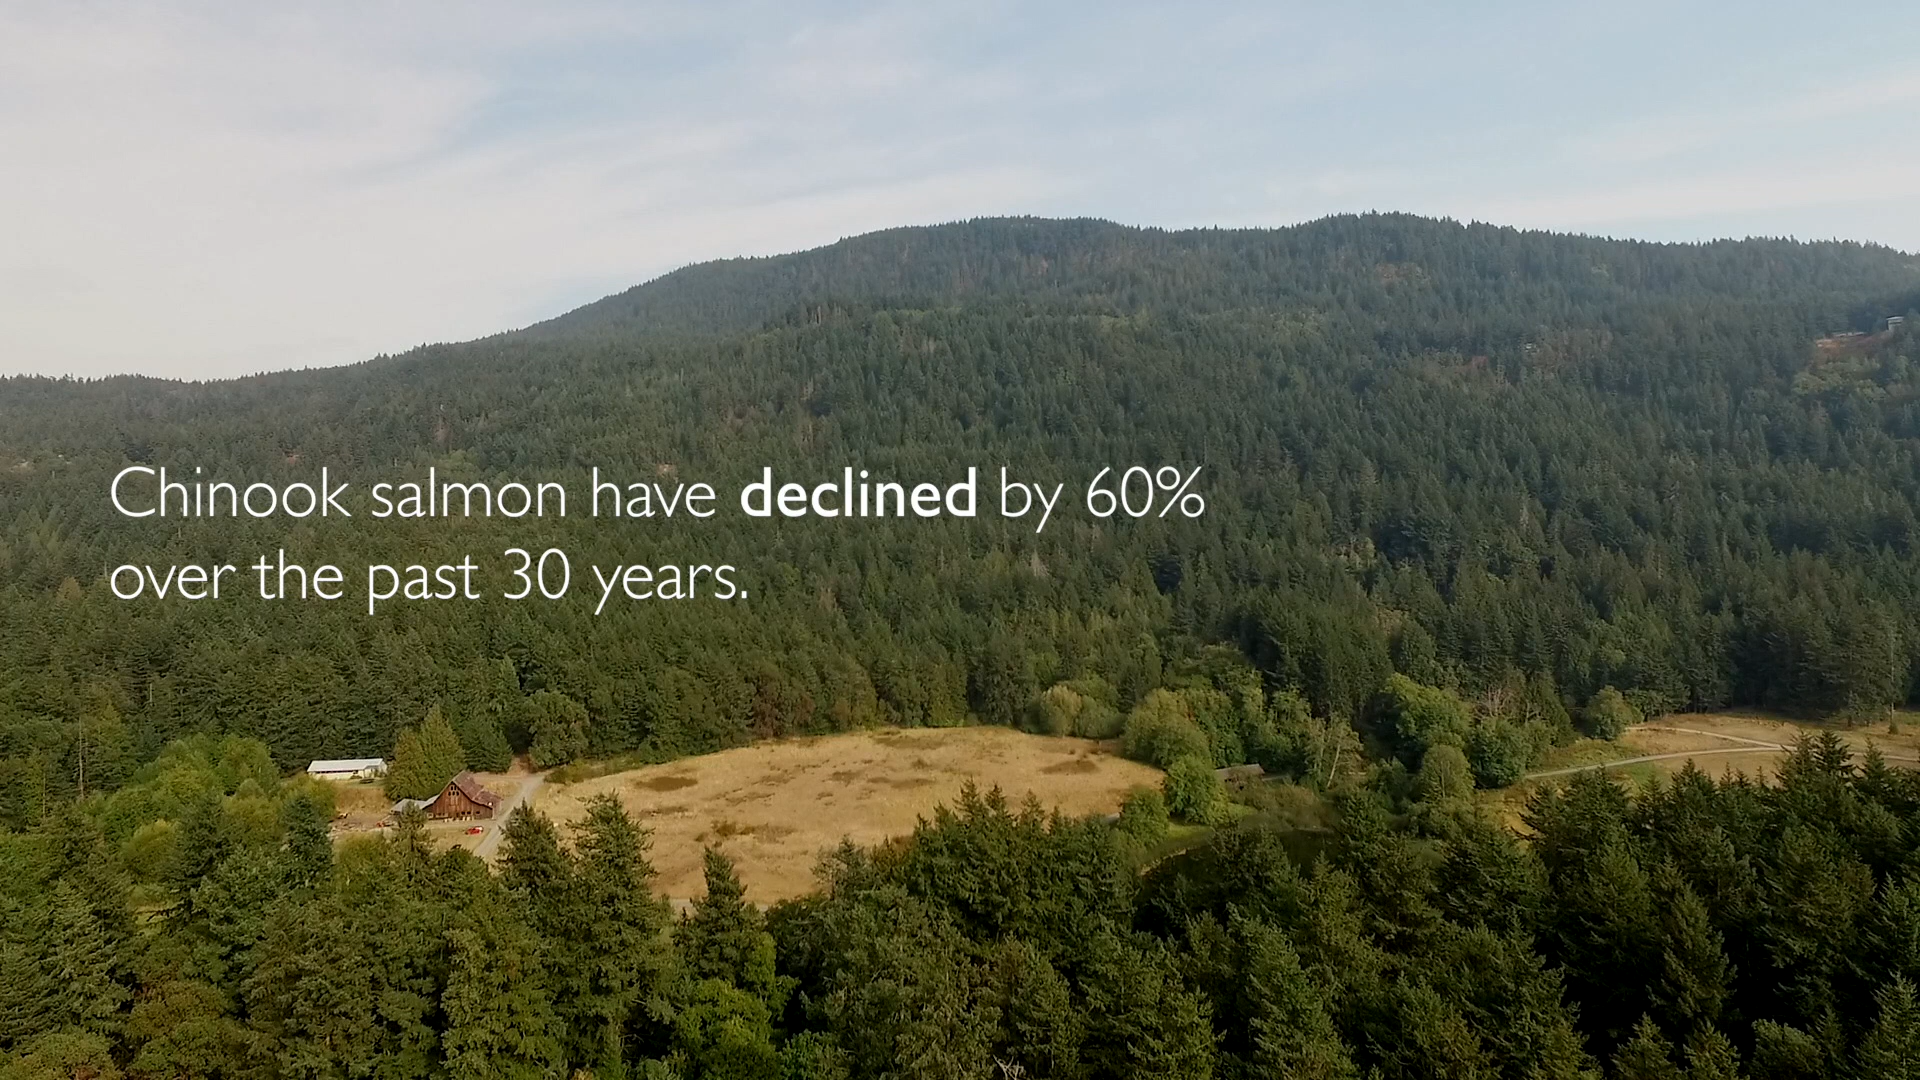 Chinook salmon have declined by 60%
over the past 30 years.